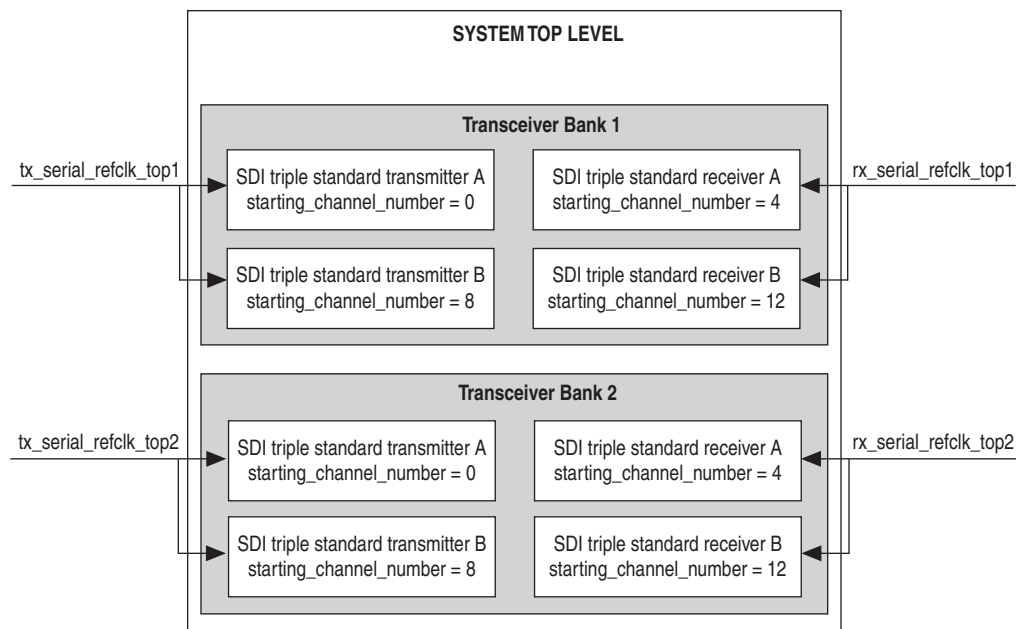 SYSTEM TOP LEVEL
Transceiver Bank 1
tx_serial_refclk_top1
SDI triple standard transmitter A
starting_channel_number = 0
SDI triple standard receiver A
starting_channel_number = 4
rx_serial_refclk_top1
SDI triple standard transmitter B
starting_channel_number = 8
SDI triple standard receiver B
starting_channel_number = 12
Transceiver Bank 2
tx_serial_refclk_top2
SDI triple standard transmitter A
starting_channel_number = 0
SDI triple standard receiver A
starting_channel_number = 4
rx_serial_refclk_top2
SDI triple standard transmitter B
starting_channel_number = 8
SDI triple standard receiver B
starting_channel_number = 12